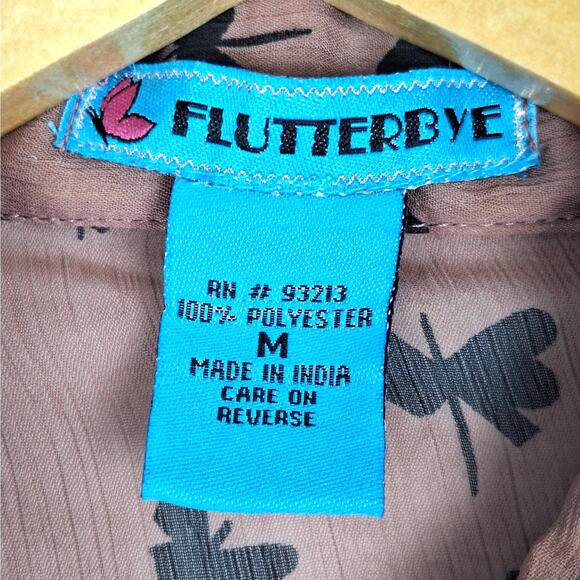 FLUTTERBYE
RN # 93213
100% POLYESTER
M
MADE IN INDIA
CARE ON
REVERSE